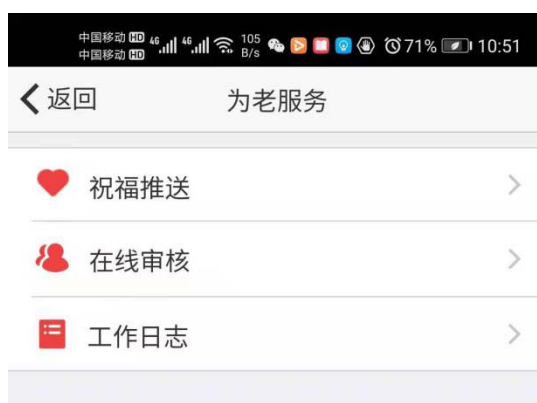 中国移动 HD 4G 4G 105 71% 10:51
中国移动 HD B/s
返回 为老服务
祝福推送
在线审核
工作日志